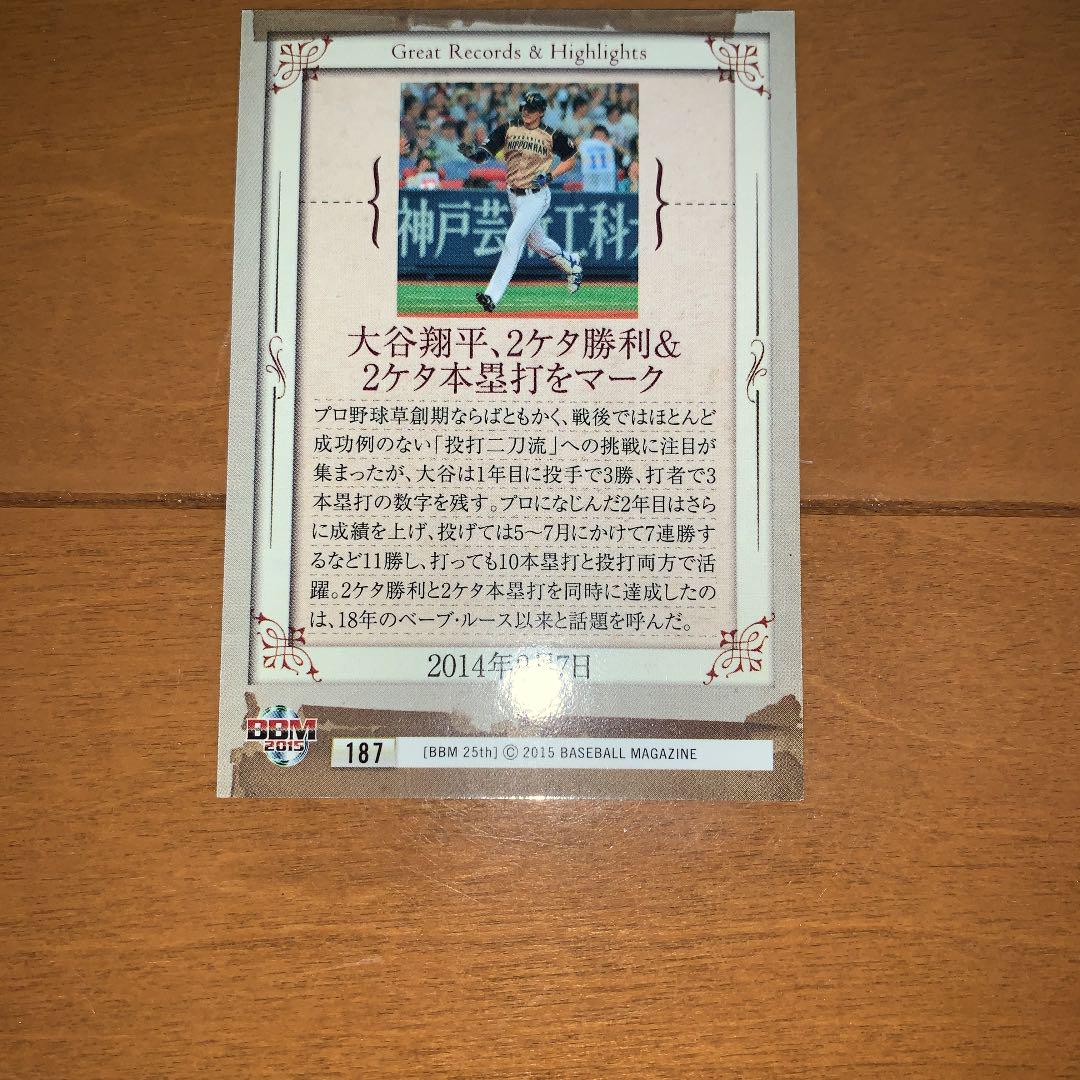 Great Records & Highlights
NIPPONHAM
11
神戸芸術工科大
大谷翔平、2ケタ勝利&
2ケタ本塁打をマーク
プロ野球草創期ならばともかく、戦後ではほとんど
成功例のない「投打二刀流」への挑戦に注目が
集まったが、大谷は1年目に投手で3勝、打者で3
本塁打の数字を残す。プロになじんだ2年目はさら
に成績を上げ、投げては5〜7月にかけて7連勝す
るなど11勝し、打っても10本塁打と投打両方で活
躍。2ケタ勝利と2ケタ本塁打を同時に達成したの
は、18年のベーブ・ルース以来と話題を呼んだ。
2014年 7日
BBM
2015
187
[BBM 25th] © 2015 BASEBALL MAGAZINE